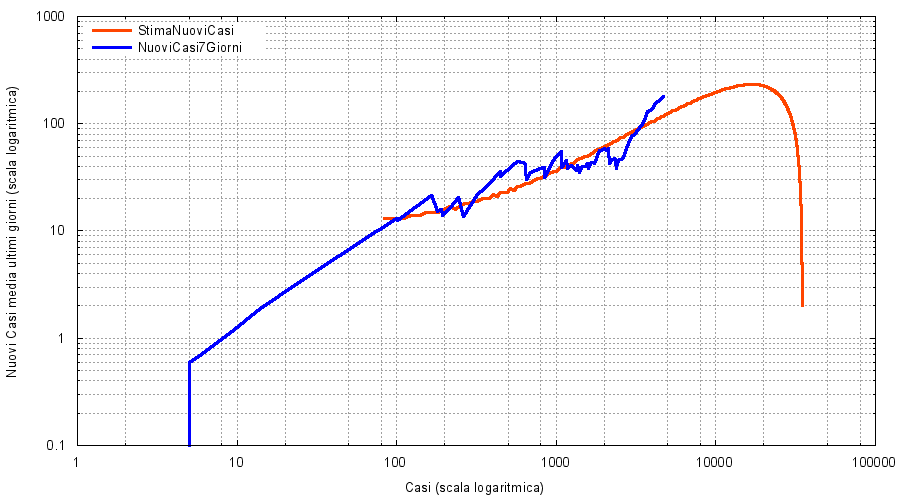 1000
StimaNuoviCasi
NuoviCasi7Giorni
100
10
1
0.1
Nuovi Casi media ultimi giorni (scala logaritmica)
1 10 100 1000 10000 100000
Casi (scala logaritmica)